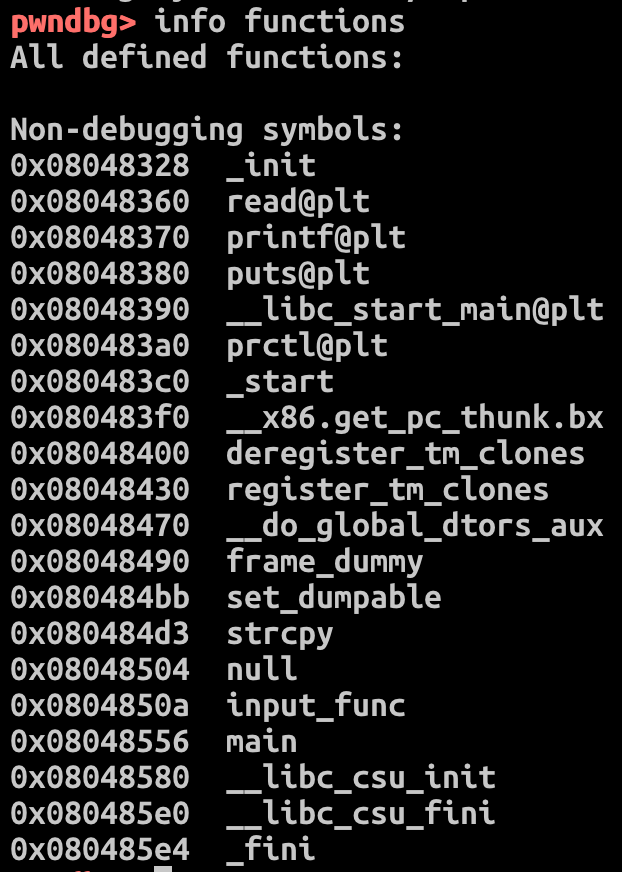 pwndbg> info functions
All defined functions:
Non-debugging symbols:
0x08048328  _init
0x08048360  read@plt
0x08048370  printf@plt
0x08048380  puts@plt
0x08048390  __libc_start_main@plt
0x080483a0  prctl@plt
0x080483c0  _start
0x080483f0  __x86.get_pc_thunk.bx
0x08048400  deregister_tm_clones
0x08048430  register_tm_clones
0x08048470  __do_global_dtors_aux
0x08048490  frame_dummy
0x080484bb  set_dumpable
0x080484d3  strcpy
0x08048504  null
0x0804850a  input_func
0x08048556  main
0x08048580  __libc_csu_init
0x080485e0  __libc_csu_fini
0x080485e4  _fini